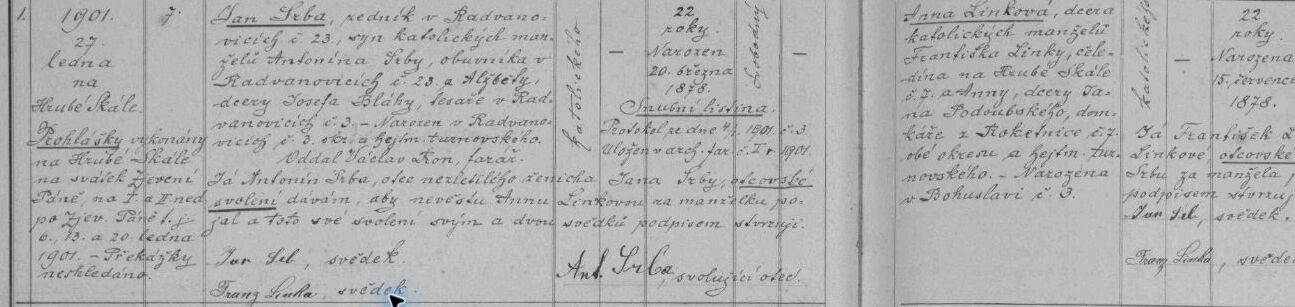 1.
1901.
27.
ledna
na
Hrubé Skále.
Prohlášky vykonány
na Hrubé Skále
na svátek Zjevení
Páně, na I. a II. ned.
po Zjev. Páně t. j.
6., 13. a 20. ledna
1901. – Překážky
neshledáno.
7.
Jan Srba, redník v Radvano-
vicích č. 23., syn katolických man-
želů Antonína Srby, obuvníka v
Radvanovicích č. 23. a Alžběty,
dcery Josefa Bláhy, tesaře v Rad-
vanovicích č. 3. – Narozen v Radvano-
vicích č. 3. okr. a hejtm. turnovského.
Oddal Václav Kon, farář.
katolického
–
22
roky.
Narozen
20. března
1878.
svobodný
–
Snubní listina.
Protokol ze dne 4/1. 1901. č. 3
Uložen v arch. far. č. I r 1901.
Já Antonín Srba, otec nezletilého ženicha Jana Srby, otcovské
svolení dávám, aby nevěstu Annu Linkovou za manželku po-
jal a toto své svolení svým a dvou svědků podpisem stvrzuji.
Jan svědek.
Franz Linka, svědek.
Ant. Srba, svolující otec.
Anna Linková, dcera
katolických manželů
Františka Linky, čele-
dína na Hrubé Skále
č. 7. a Anny, dcery Ja-
na Podoubského, dom-
káře z Roketnice č. 7.
obé okresu a hejtm. tur-
novského. – Narozena
v Bohuslavi č. 3.
katolického
–
22
roky.
Narozena
15. července
1878.
Já František L
Linkové otcovské
Srbu za manžela
podpisem stvrzuj
Jan svědek.
Franz Linka, svěde